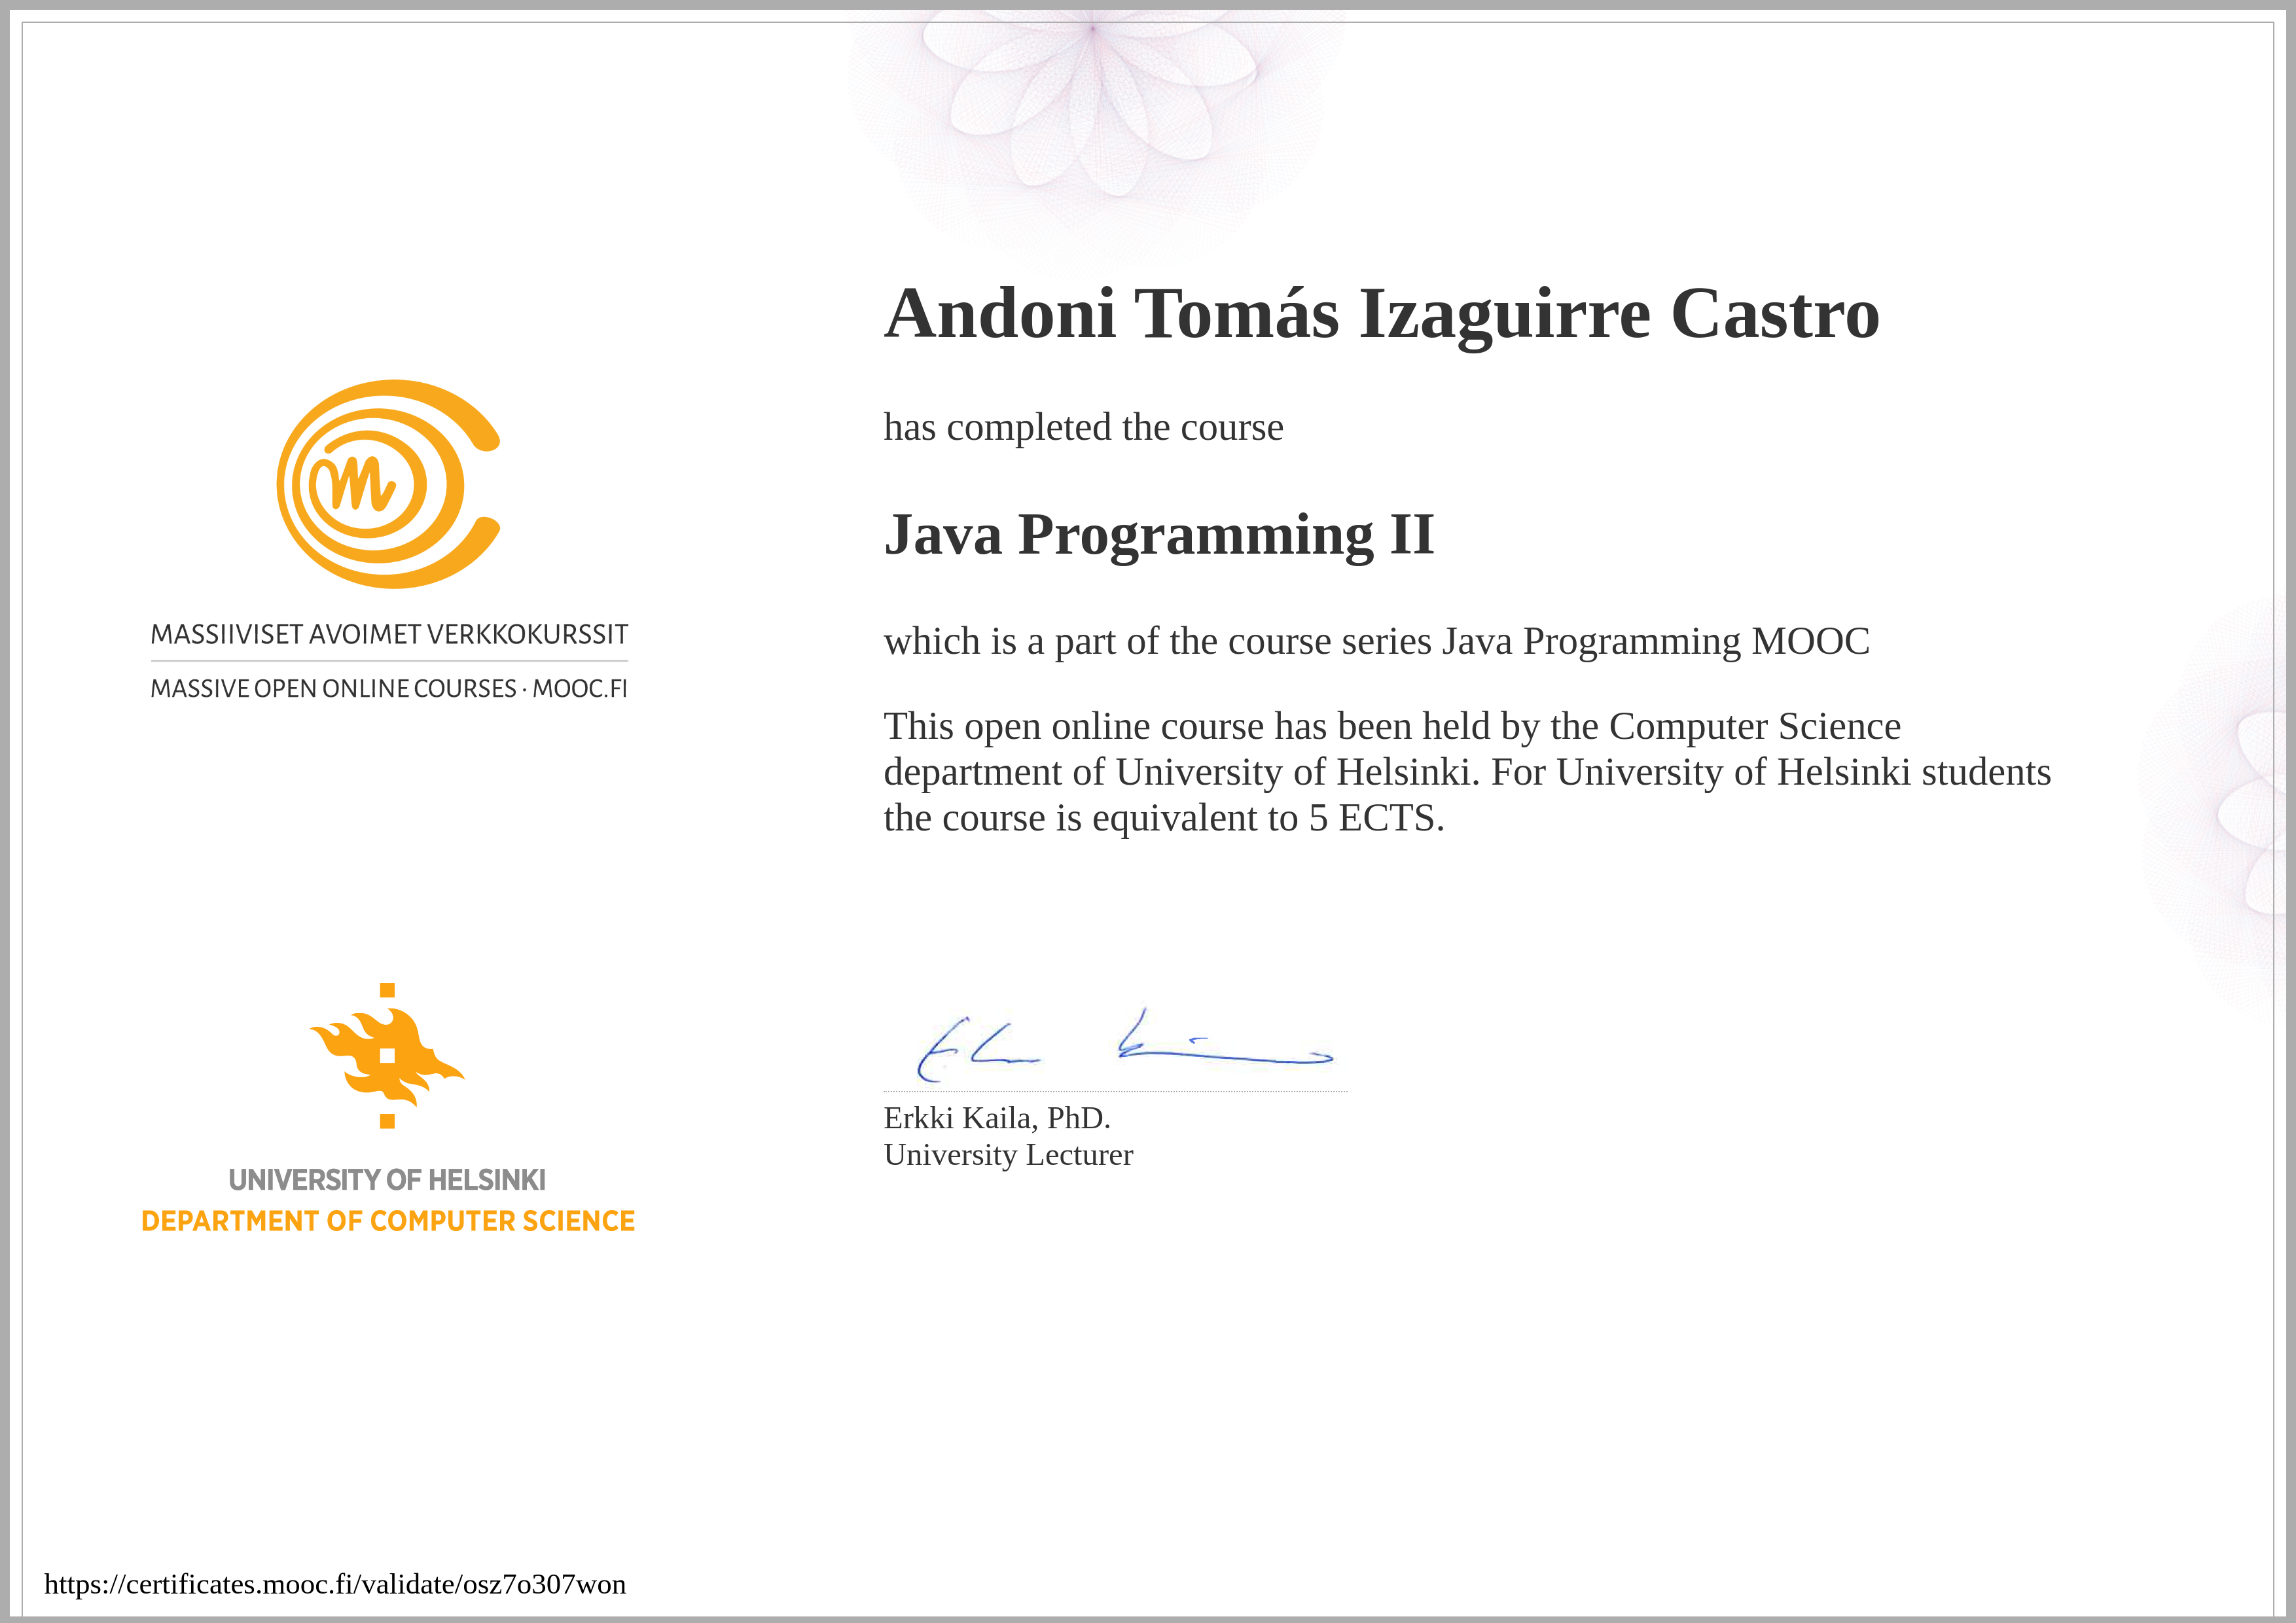 Andoni Tomás Izaguirre Castro
has completed the course
Java Programming II
which is a part of the course series Java Programming MOOC
This open online course has been held by the Computer Science
department of University of Helsinki. For University of Helsinki students
the course is equivalent to 5 ECTS.
Erkki Kaila, PhD.
University Lecturer
MASSIIVISET AVOIMET VERKKOKURSSIT
MASSIVE OPEN ONLINE COURSES · MOOC.FI
UNIVERSITY OF HELSINKI
DEPARTMENT OF COMPUTER SCIENCE
https://certificates.mooc.fi/validate/osz7o307won